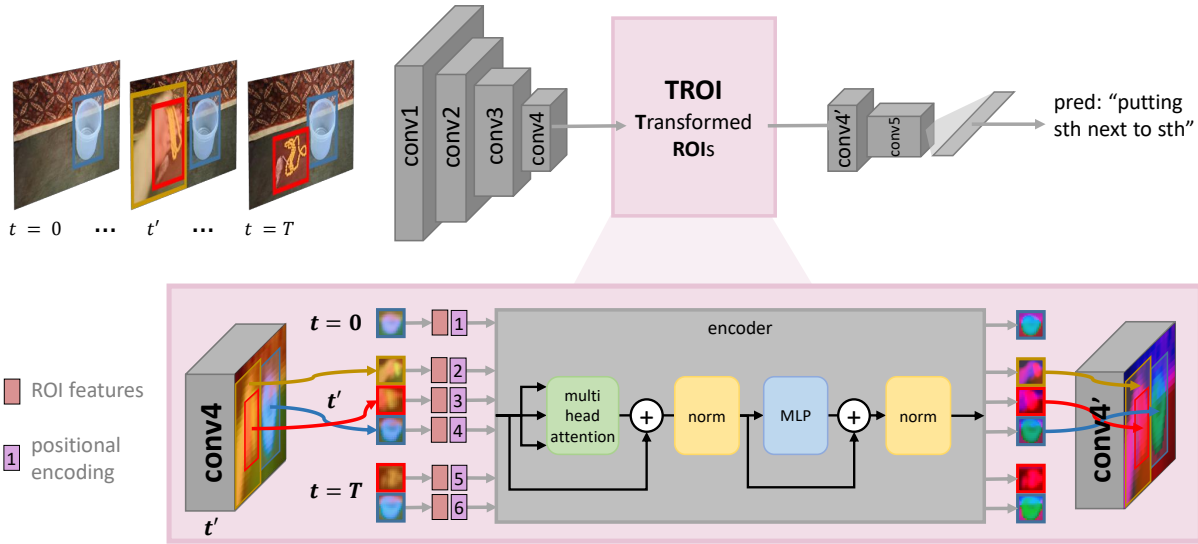 t = 0 ... t′ ... t = T
conv1
conv2
conv3
conv4
TROI
Transformed
ROIs
conv4'
conv5
pred: “putting
sth next to sth”
ROI features
1 positional
encoding
conv4
t′
t = 0
t′
t = T
1
2
3
4
5
6
encoder
multi
head
attention
+
norm
MLP
+
norm
conv4'